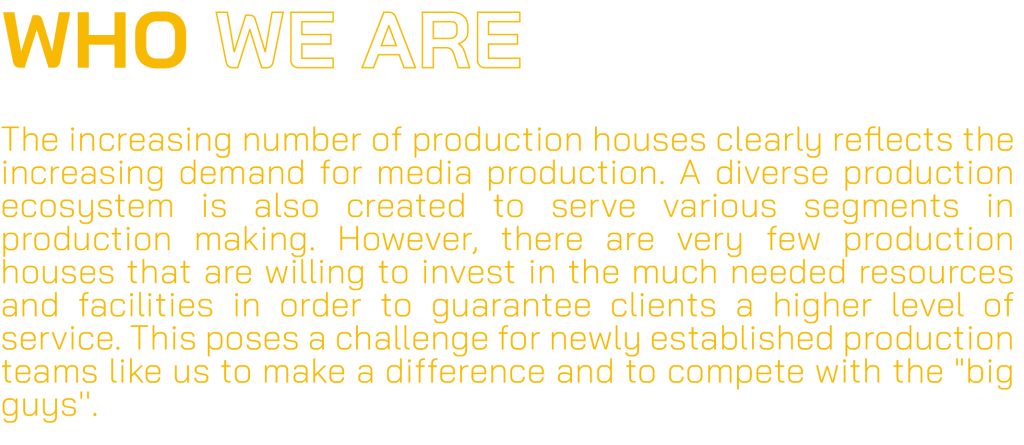 WHO WE ARE
The increasing number of production houses clearly reflects the
increasing demand for media production. A diverse production
ecosystem is also created to serve various segments in
production making. However, there are very few production
houses that are willing to invest in the much needed resources
and facilities in order to guarantee clients a higher level of
service. This poses a challenge for newly established production
teams like us to make a difference and to compete with the "big
guys".